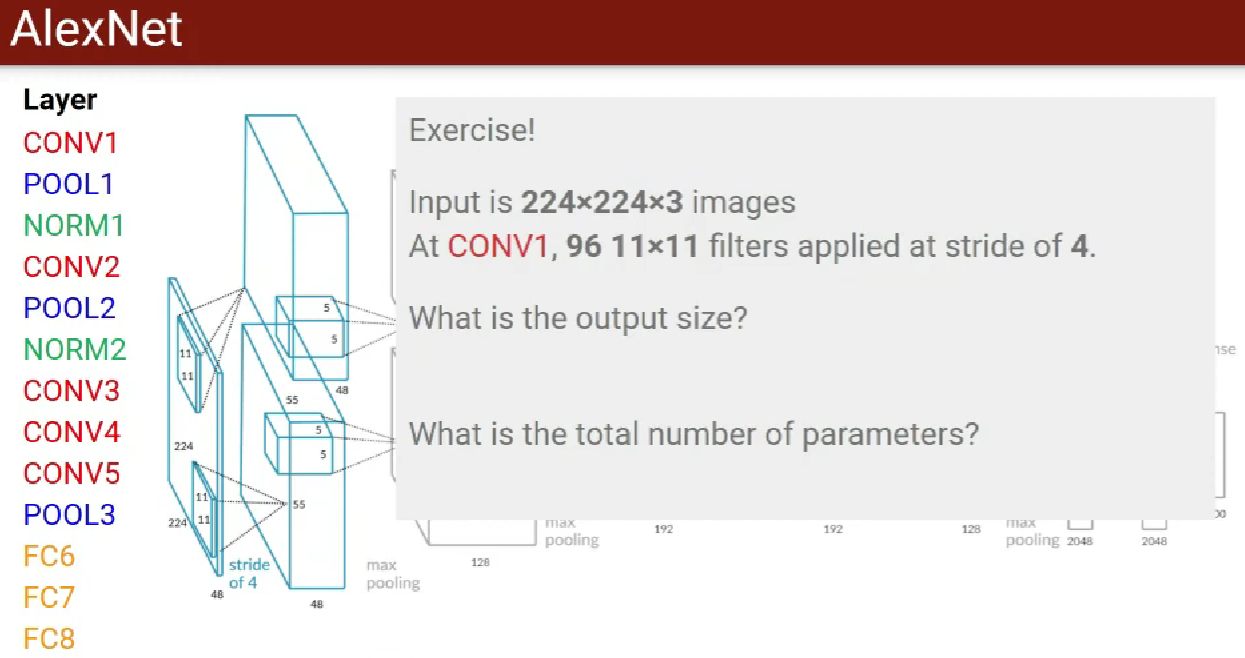 AlexNet
Layer
CONV1
POOL1
NORM1
CONV2
POOL2
NORM2
CONV3
CONV4
CONV5
POOL3
FC6
FC7
FC8
Exercise!
Input is 224×224×3 images
At CONV1, 96 11×11 filters applied at stride of 4.
What is the output size?
What is the total number of parameters?
5
5
11
11
55
48
5
5
224
11
11
55
224
stride
of 4
48
48
max
pooling
128
max
pooling
192
192
128
max
pooling
2048
2048